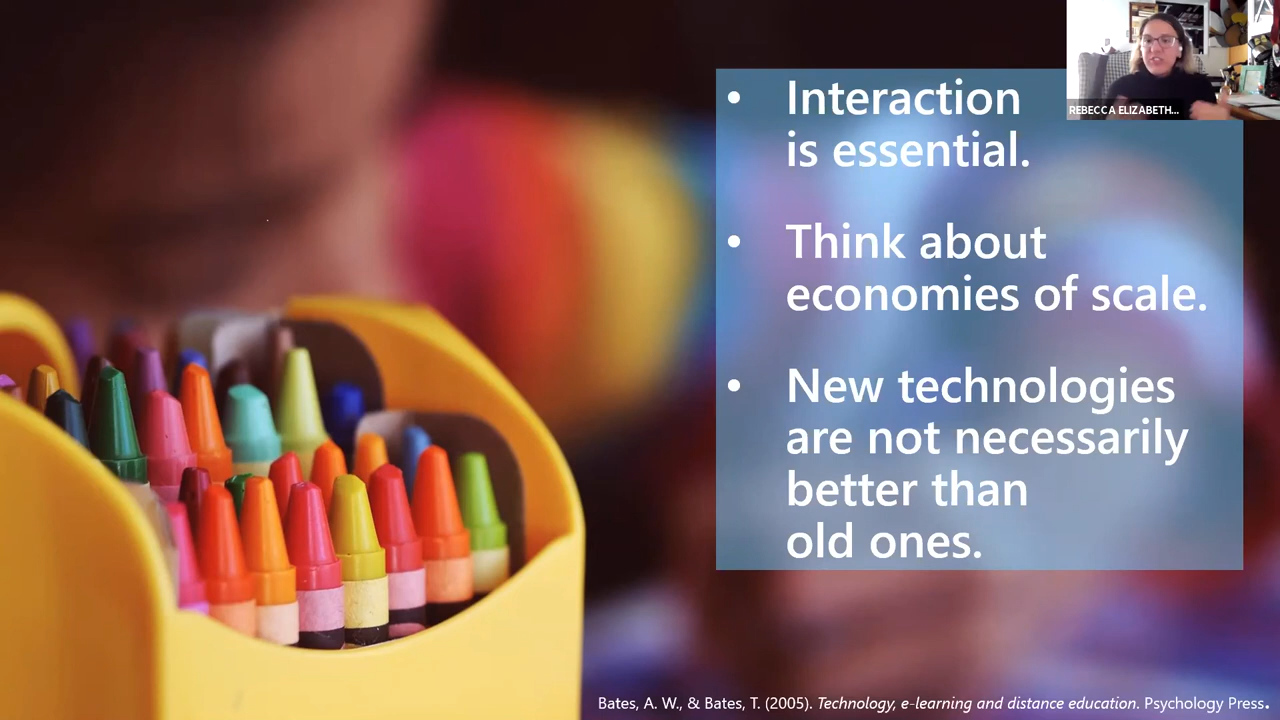 REBECCA ELIZABETH...
• Interaction
is essential.
• Think about
economies of scale.
• New technologies
are not necessarily
better than
old ones.
Bates, A. W., & Bates, T. (2005). Technology, e-learning and distance education. Psychology Press.